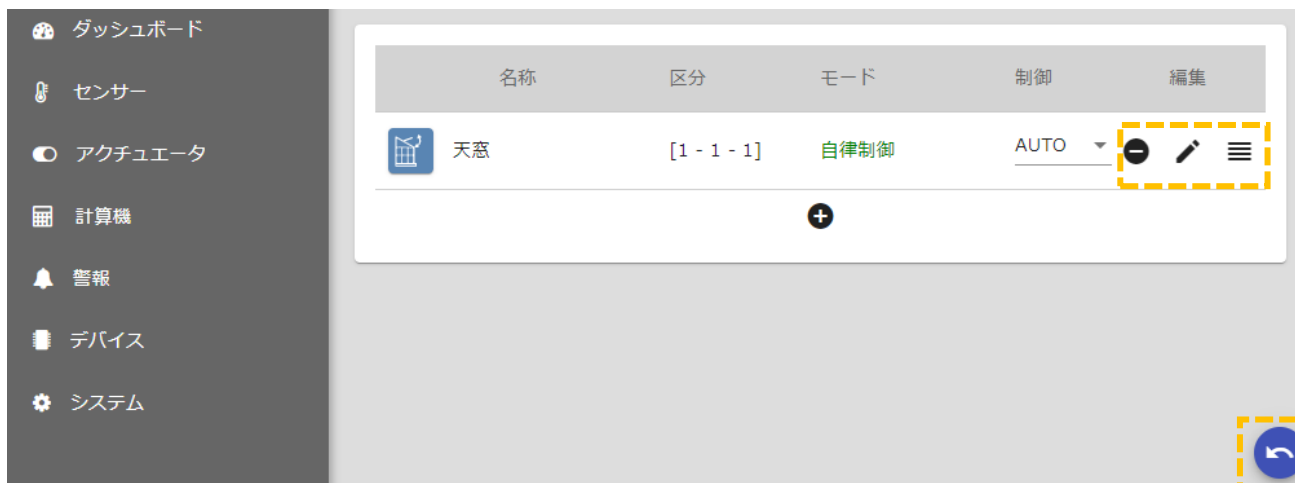 ダッシュボード
センサー
アクチュエータ
計算機
警報
デバイス
システム
名称 区分 モード 制御 編集
天窓 [1 - 1 - 1] 自律制御 AUTO